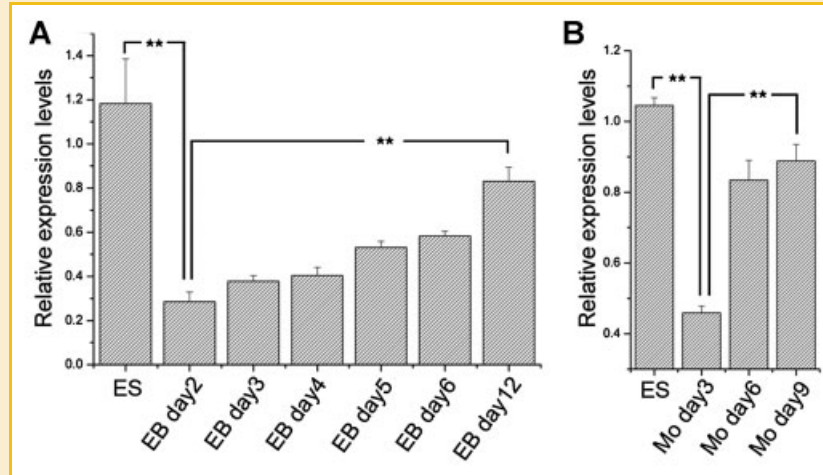 A
Relative expression levels
1.4
1.2
1.0
0.8
0.6
0.4
0.2
0.0
**
**
ES
EB day2
EB day3
EB day4
EB day5
EB day6
EB day12
B
Relative expression levels
1.2
1.0
0.8
0.6
0.4
**
**
ES
Mo day3
Mo day6
Mo day9